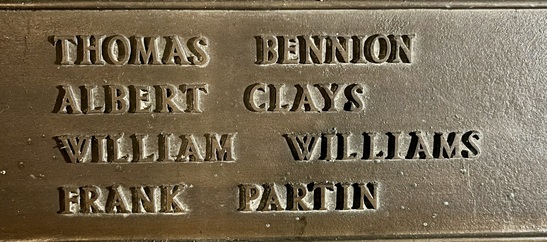 THOMAS BENNION
ALBERT CLAYS
WILLIAM WILLIAMS
FRANK PARTIN